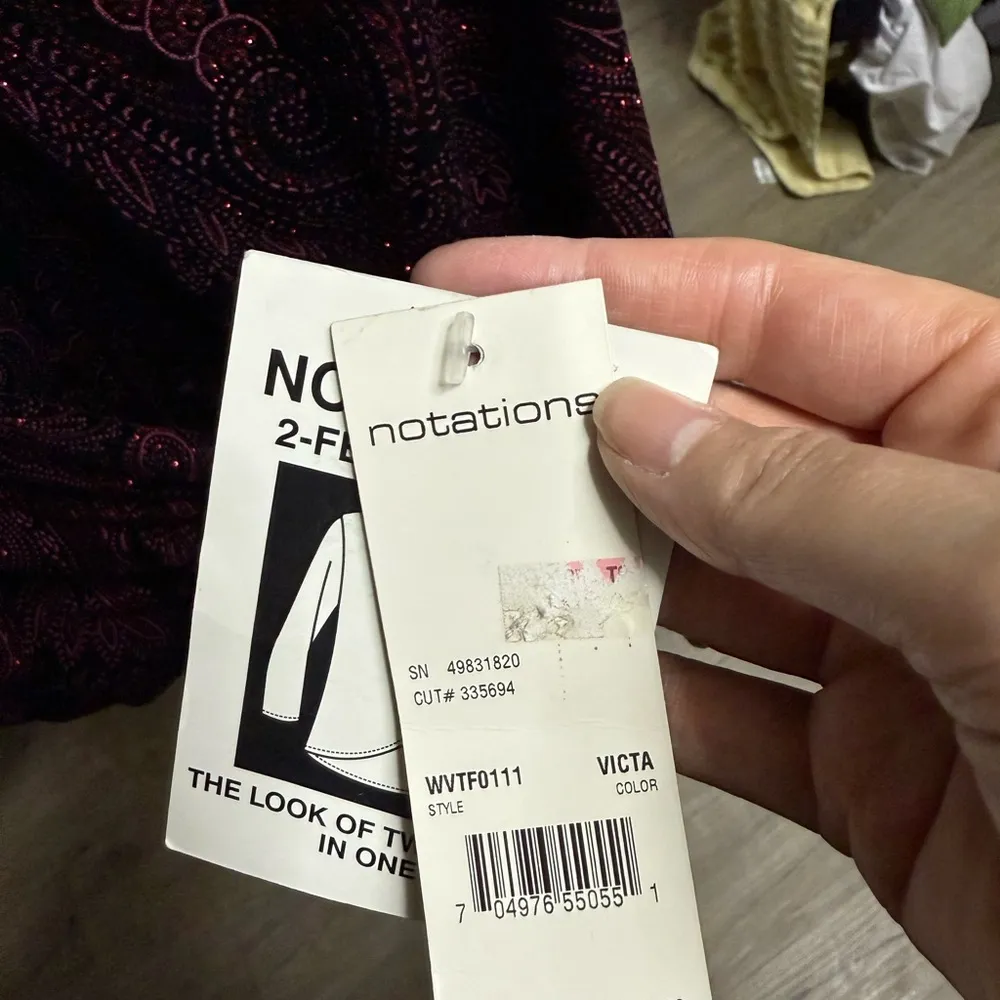 NO
2-FE
THE LOOK OF TW
IN ONE
notations
SN 49831820
CUT# 335694
WVTF0111 VICTA
STYLE COLOR
7 04976 55055 1